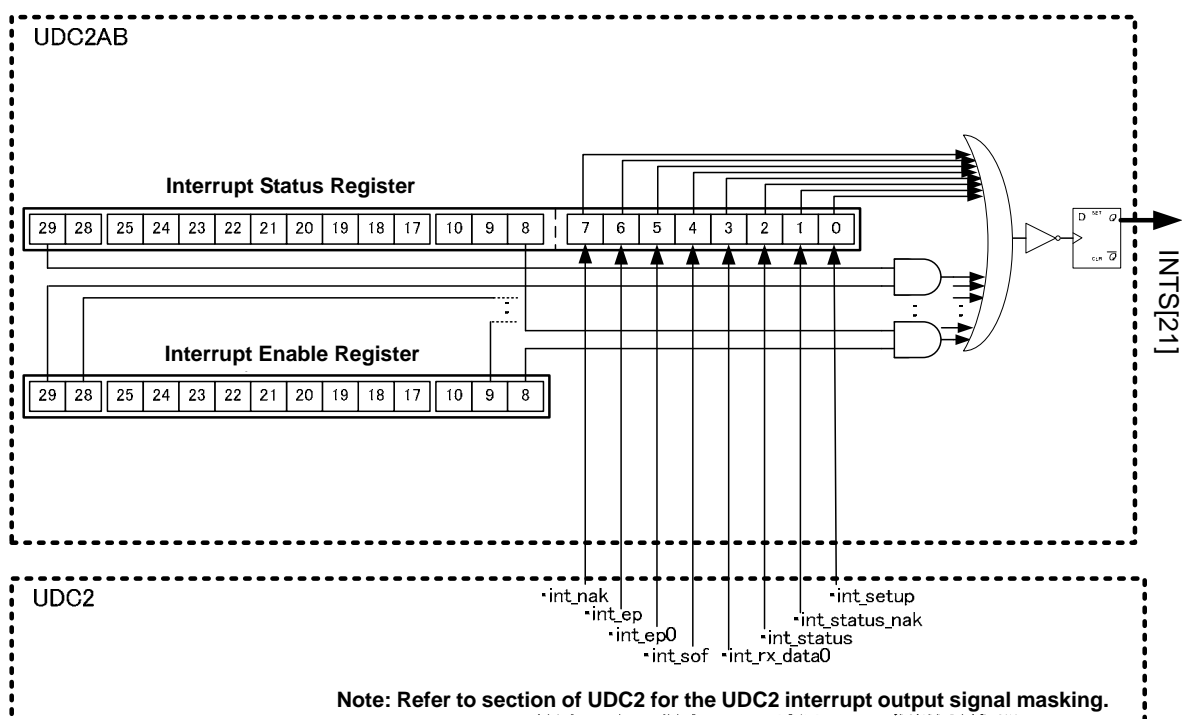 UDC2AB
Interrupt Status Register
29 28 25 24 23 22 21 20 19 18 17 10 9 8 7 6 5 4 3 2 1 0
D SET Q
CLR Q
INTS[21]
Interrupt Enable Register
29 28 25 24 23 22 21 20 19 18 17 10 9 8
UDC2
・int_nak
・int_ep
・int_ep0
・int_sof
・int_rx_data0
・int_status
・int_status_nak
・int_setup
Note: Refer to section of UDC2 for the UDC2 interrupt output signal masking.